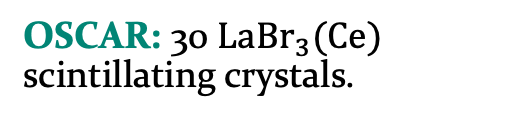 OSCAR: 30 LaBr₃(Ce)
scintillating crystals.